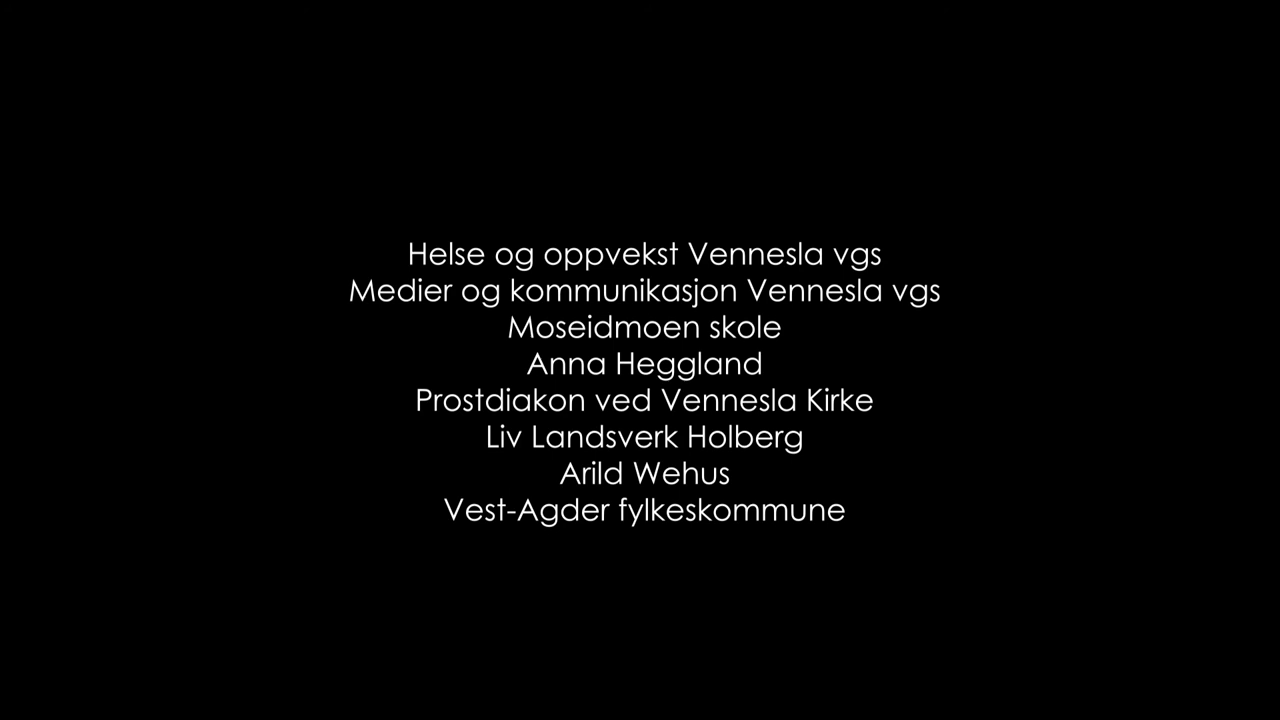 Helse og oppvekst Vennesla vgs
Medier og kommunikasjon Vennesla vgs
Moseidmoen skole
Anna Heggland
Prostdiakon ved Vennesla Kirke
Liv Landsverk Holberg
Arild Wehus
Vest-Agder fylkeskommune